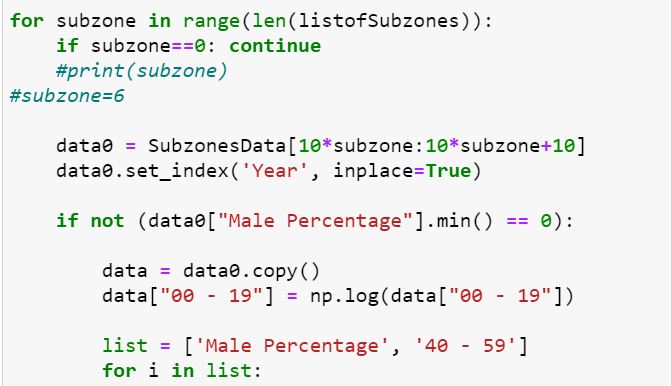 for subzone in range(len(listofSubzones)):
    if subzone==0: continue
    #print(subzone)
#subzone=6
    data0 = SubzonesData[10*subzone:10*subzone+10]
    data0.set_index('Year', inplace=True)
    if not (data0["Male Percentage"].min() == 0):
        data = data0.copy()
        data["00 - 19"] = np.log(data["00 - 19"])
        list = ['Male Percentage', '40 - 59']
        for i in list: